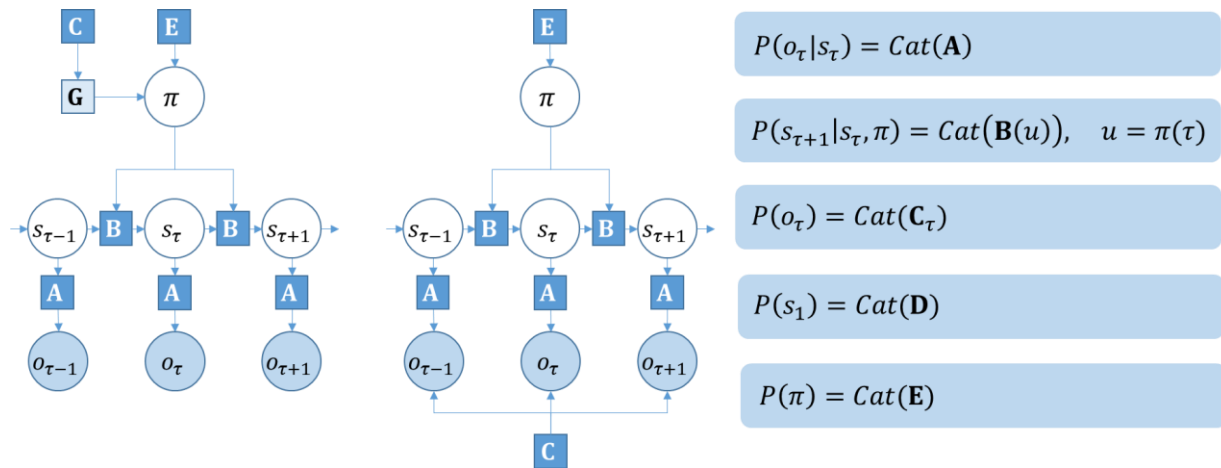 C E
G π
s_{τ−1} B s_τ B s_{τ+1}
A A A
o_{τ−1} o_τ o_{τ+1}
E
π
s_{τ−1} B s_τ B s_{τ+1}
A A A
o_{τ−1} o_τ o_{τ+1}
C
P(o_τ|s_τ) = Cat(A)
P(s_{τ+1}|s_τ, π) = Cat(B(u)), u = π(τ)
P(o_τ) = Cat(C_τ)
P(s_1) = Cat(D)
P(π) = Cat(E)